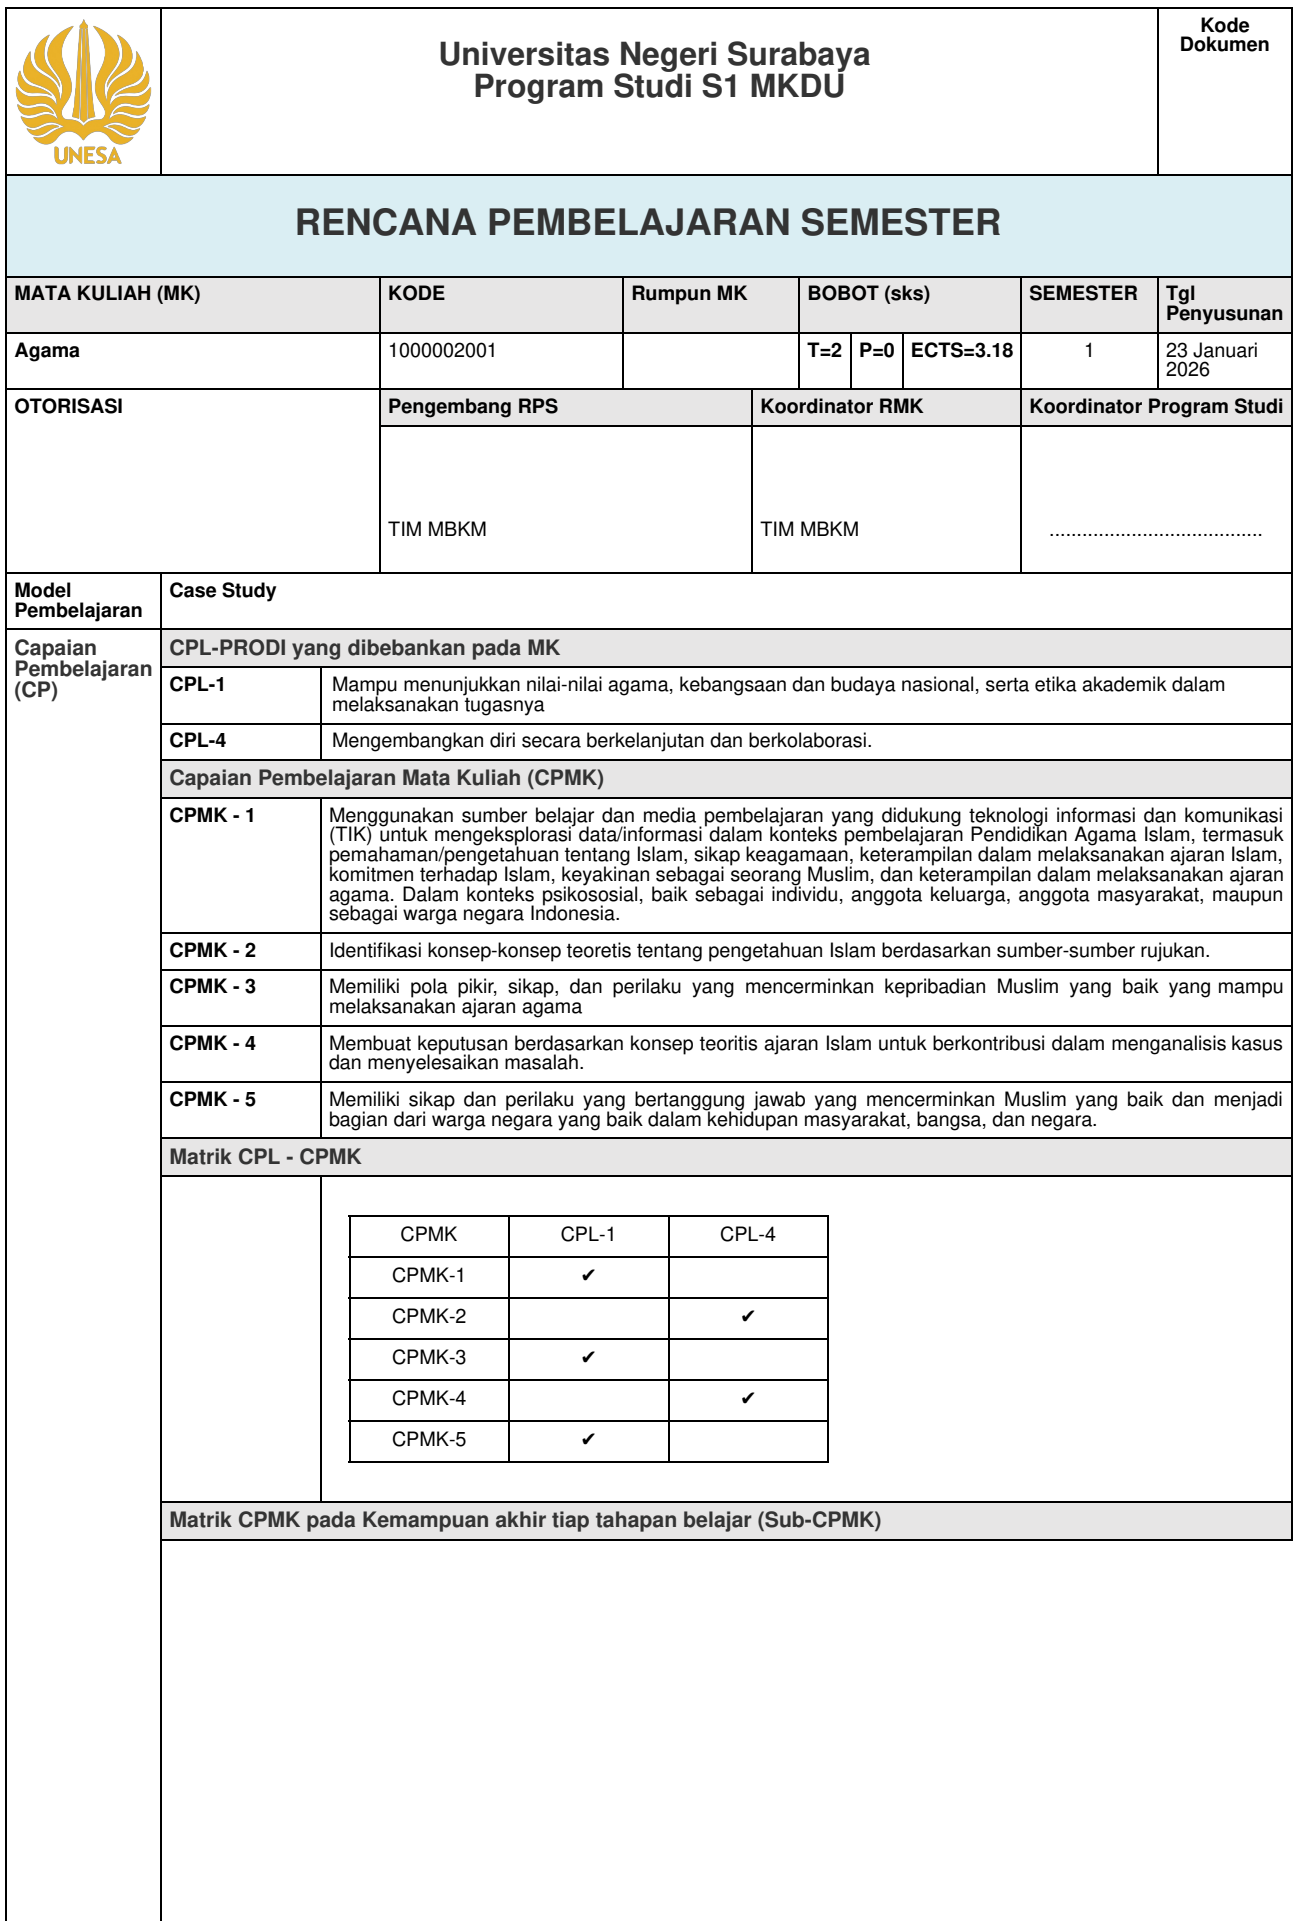 UNESA
Universitas Negeri Surabaya
Program Studi S1 MKDU
Kode
Dokumen
RENCANA PEMBELAJARAN SEMESTER
MATA KULIAH (MK)
KODE
Rumpun MK
BOBOT (sks)
SEMESTER
Tgl
Penyusunan
Agama
1000002001
T=2
P=0
ECTS=3.18
1
23 Januari
2026
OTORISASI
Pengembang RPS
Koordinator RMK
Koordinator Program Studi
TIM MBKM
TIM MBKM
.......................................
Model
Pembelajaran
Case Study
Capaian
Pembelajaran
(CP)
CPL-PRODI yang dibebankan pada MK
CPL-1
Mampu menunjukkan nilai-nilai agama, kebangsaan dan budaya nasional, serta etika akademik dalam
melaksanakan tugasnya
CPL-4
Mengembangkan diri secara berkelanjutan dan berkolaborasi.
Capaian Pembelajaran Mata Kuliah (CPMK)
CPMK - 1
Menggunakan sumber belajar dan media pembelajaran yang didukung teknologi informasi dan komunikasi
(TIK) untuk mengeksplorasi data/informasi dalam konteks pembelajaran Pendidikan Agama Islam, termasuk
pemahaman/pengetahuan tentang Islam, sikap keagamaan, keterampilan dalam melaksanakan ajaran Islam,
komitmen terhadap Islam, keyakinan sebagai seorang Muslim, dan keterampilan dalam melaksanakan ajaran
agama. Dalam konteks psikososial, baik sebagai individu, anggota keluarga, anggota masyarakat, maupun
sebagai warga negara Indonesia.
CPMK - 2
Identifikasi konsep-konsep teoretis tentang pengetahuan Islam berdasarkan sumber-sumber rujukan.
CPMK - 3
Memiliki pola pikir, sikap, dan perilaku yang mencerminkan kepribadian Muslim yang baik yang mampu
melaksanakan ajaran agama
CPMK - 4
Membuat keputusan berdasarkan konsep teoritis ajaran Islam untuk berkontribusi dalam menganalisis kasus
dan menyelesaikan masalah.
CPMK - 5
Memiliki sikap dan perilaku yang bertanggung jawab yang mencerminkan Muslim yang baik dan menjadi
bagian dari warga negara yang baik dalam kehidupan masyarakat, bangsa, dan negara.
Matrik CPL - CPMK
CPMK CPL-1 CPL-4
CPMK-1 ✔
CPMK-2 ✔
CPMK-3 ✔
CPMK-4 ✔
CPMK-5 ✔
Matrik CPMK pada Kemampuan akhir tiap tahapan belajar (Sub-CPMK)